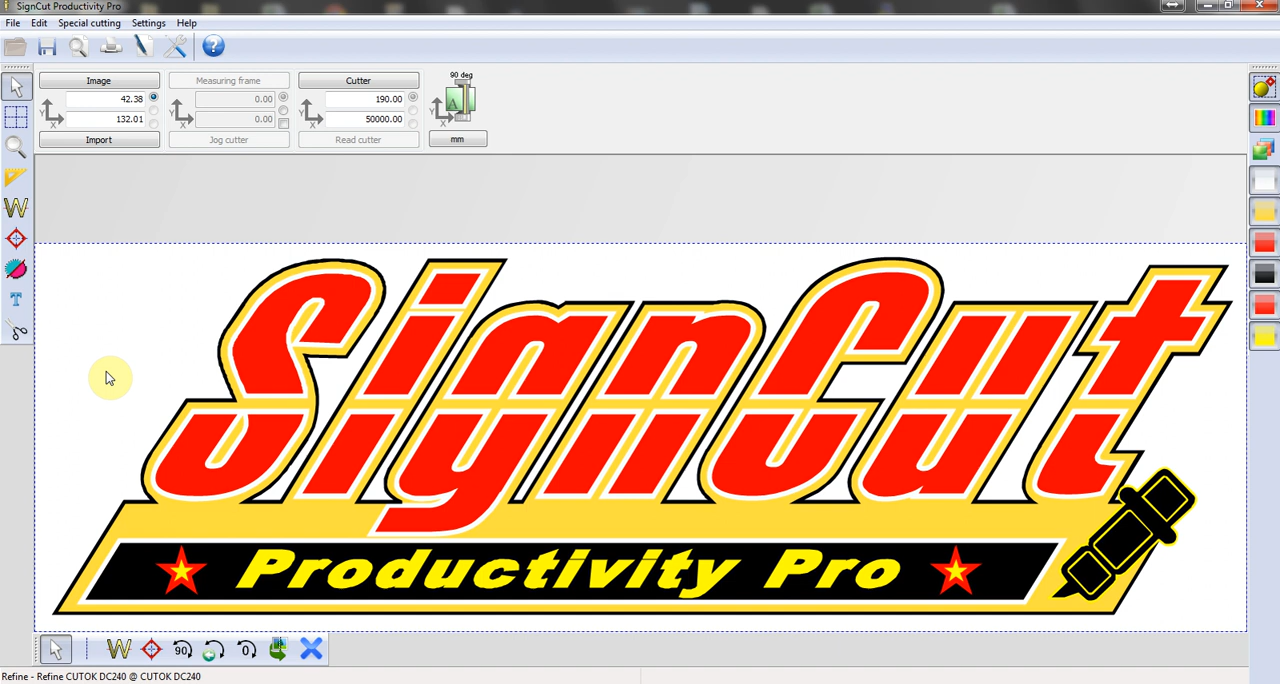 SignCut Productivity Pro
File Edit Special cutting Settings Help
Image Measuring frame Cutter 90 deg
42.38 0.00 190.00
132.01 0.00 50000.00
Import Jog cutter Read cutter mm
SignCut
Productivity Pro
90 0
Refine - Refine CUTOK DC240 @ CUTOK DC240